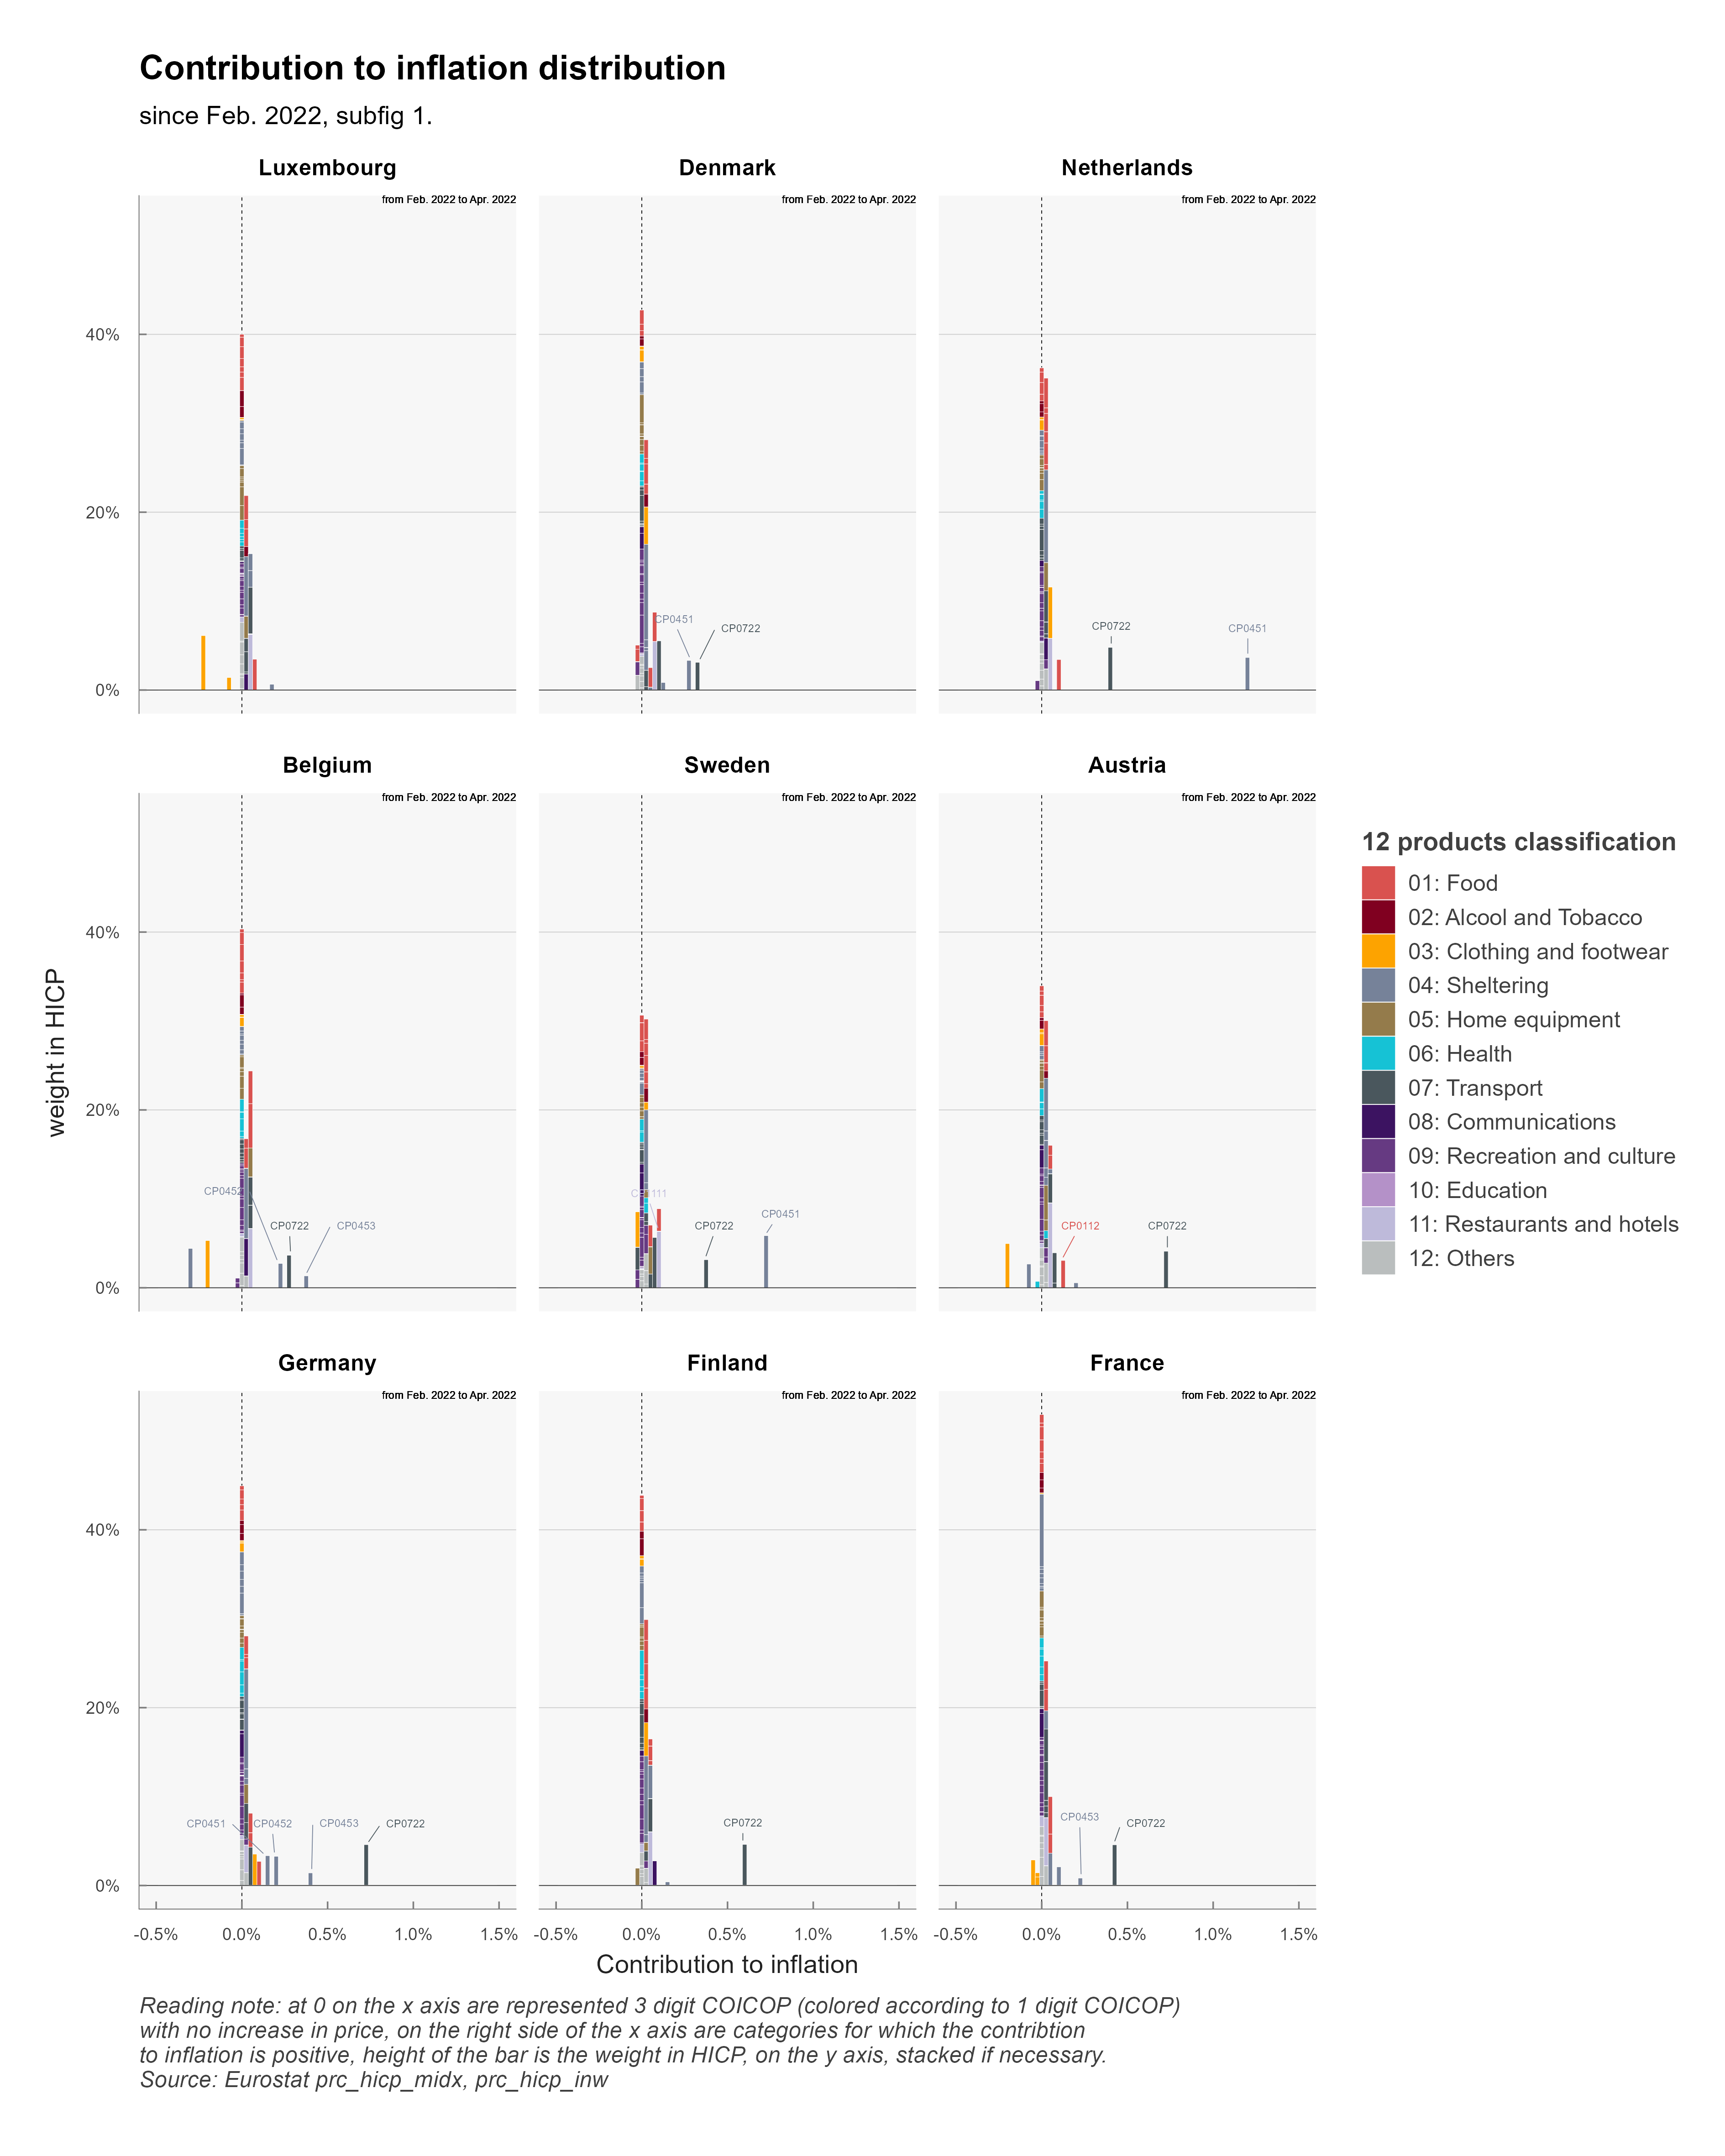 Contribution to inflation distribution
since Feb. 2022, subfig 1.
Luxembourg
Denmark
Netherlands
from Feb. 2022 to Apr. 2022
from Feb. 2022 to Apr. 2022
from Feb. 2022 to Apr. 2022
40%
20%
0%
CP0451
CP0722
CP0722
CP0451
Belgium
Sweden
Austria
from Feb. 2022 to Apr. 2022
from Feb. 2022 to Apr. 2022
from Feb. 2022 to Apr. 2022
40%
20%
0%
CP0452
CP0722
CP0453
CP0722
CP0451
CP0112
CP0722
weight in HICP
12 products classification
01: Food
02: Alcool and Tobacco
03: Clothing and footwear
04: Sheltering
05: Home equipment
06: Health
07: Transport
08: Communications
09: Recreation and culture
10: Education
11: Restaurants and hotels
12: Others
Germany
Finland
France
from Feb. 2022 to Apr. 2022
from Feb. 2022 to Apr. 2022
from Feb. 2022 to Apr. 2022
40%
20%
0%
CP0451
CP0452
CP0453
CP0722
CP0722
CP0453
CP0722
-0.5% 0.0% 0.5% 1.0% 1.5%
-0.5% 0.0% 0.5% 1.0% 1.5%
-0.5% 0.0% 0.5% 1.0% 1.5%
Contribution to inflation
Reading note: at 0 on the x axis are represented 3 digit COICOP (colored according to 1 digit COICOP)
with no increase in price, on the right side of the x axis are categories for which the contribtion
to inflation is positive, height of the bar is the weight in HICP, on the y axis, stacked if necessary.
Source: Eurostat prc_hicp_midx, prc_hicp_inw